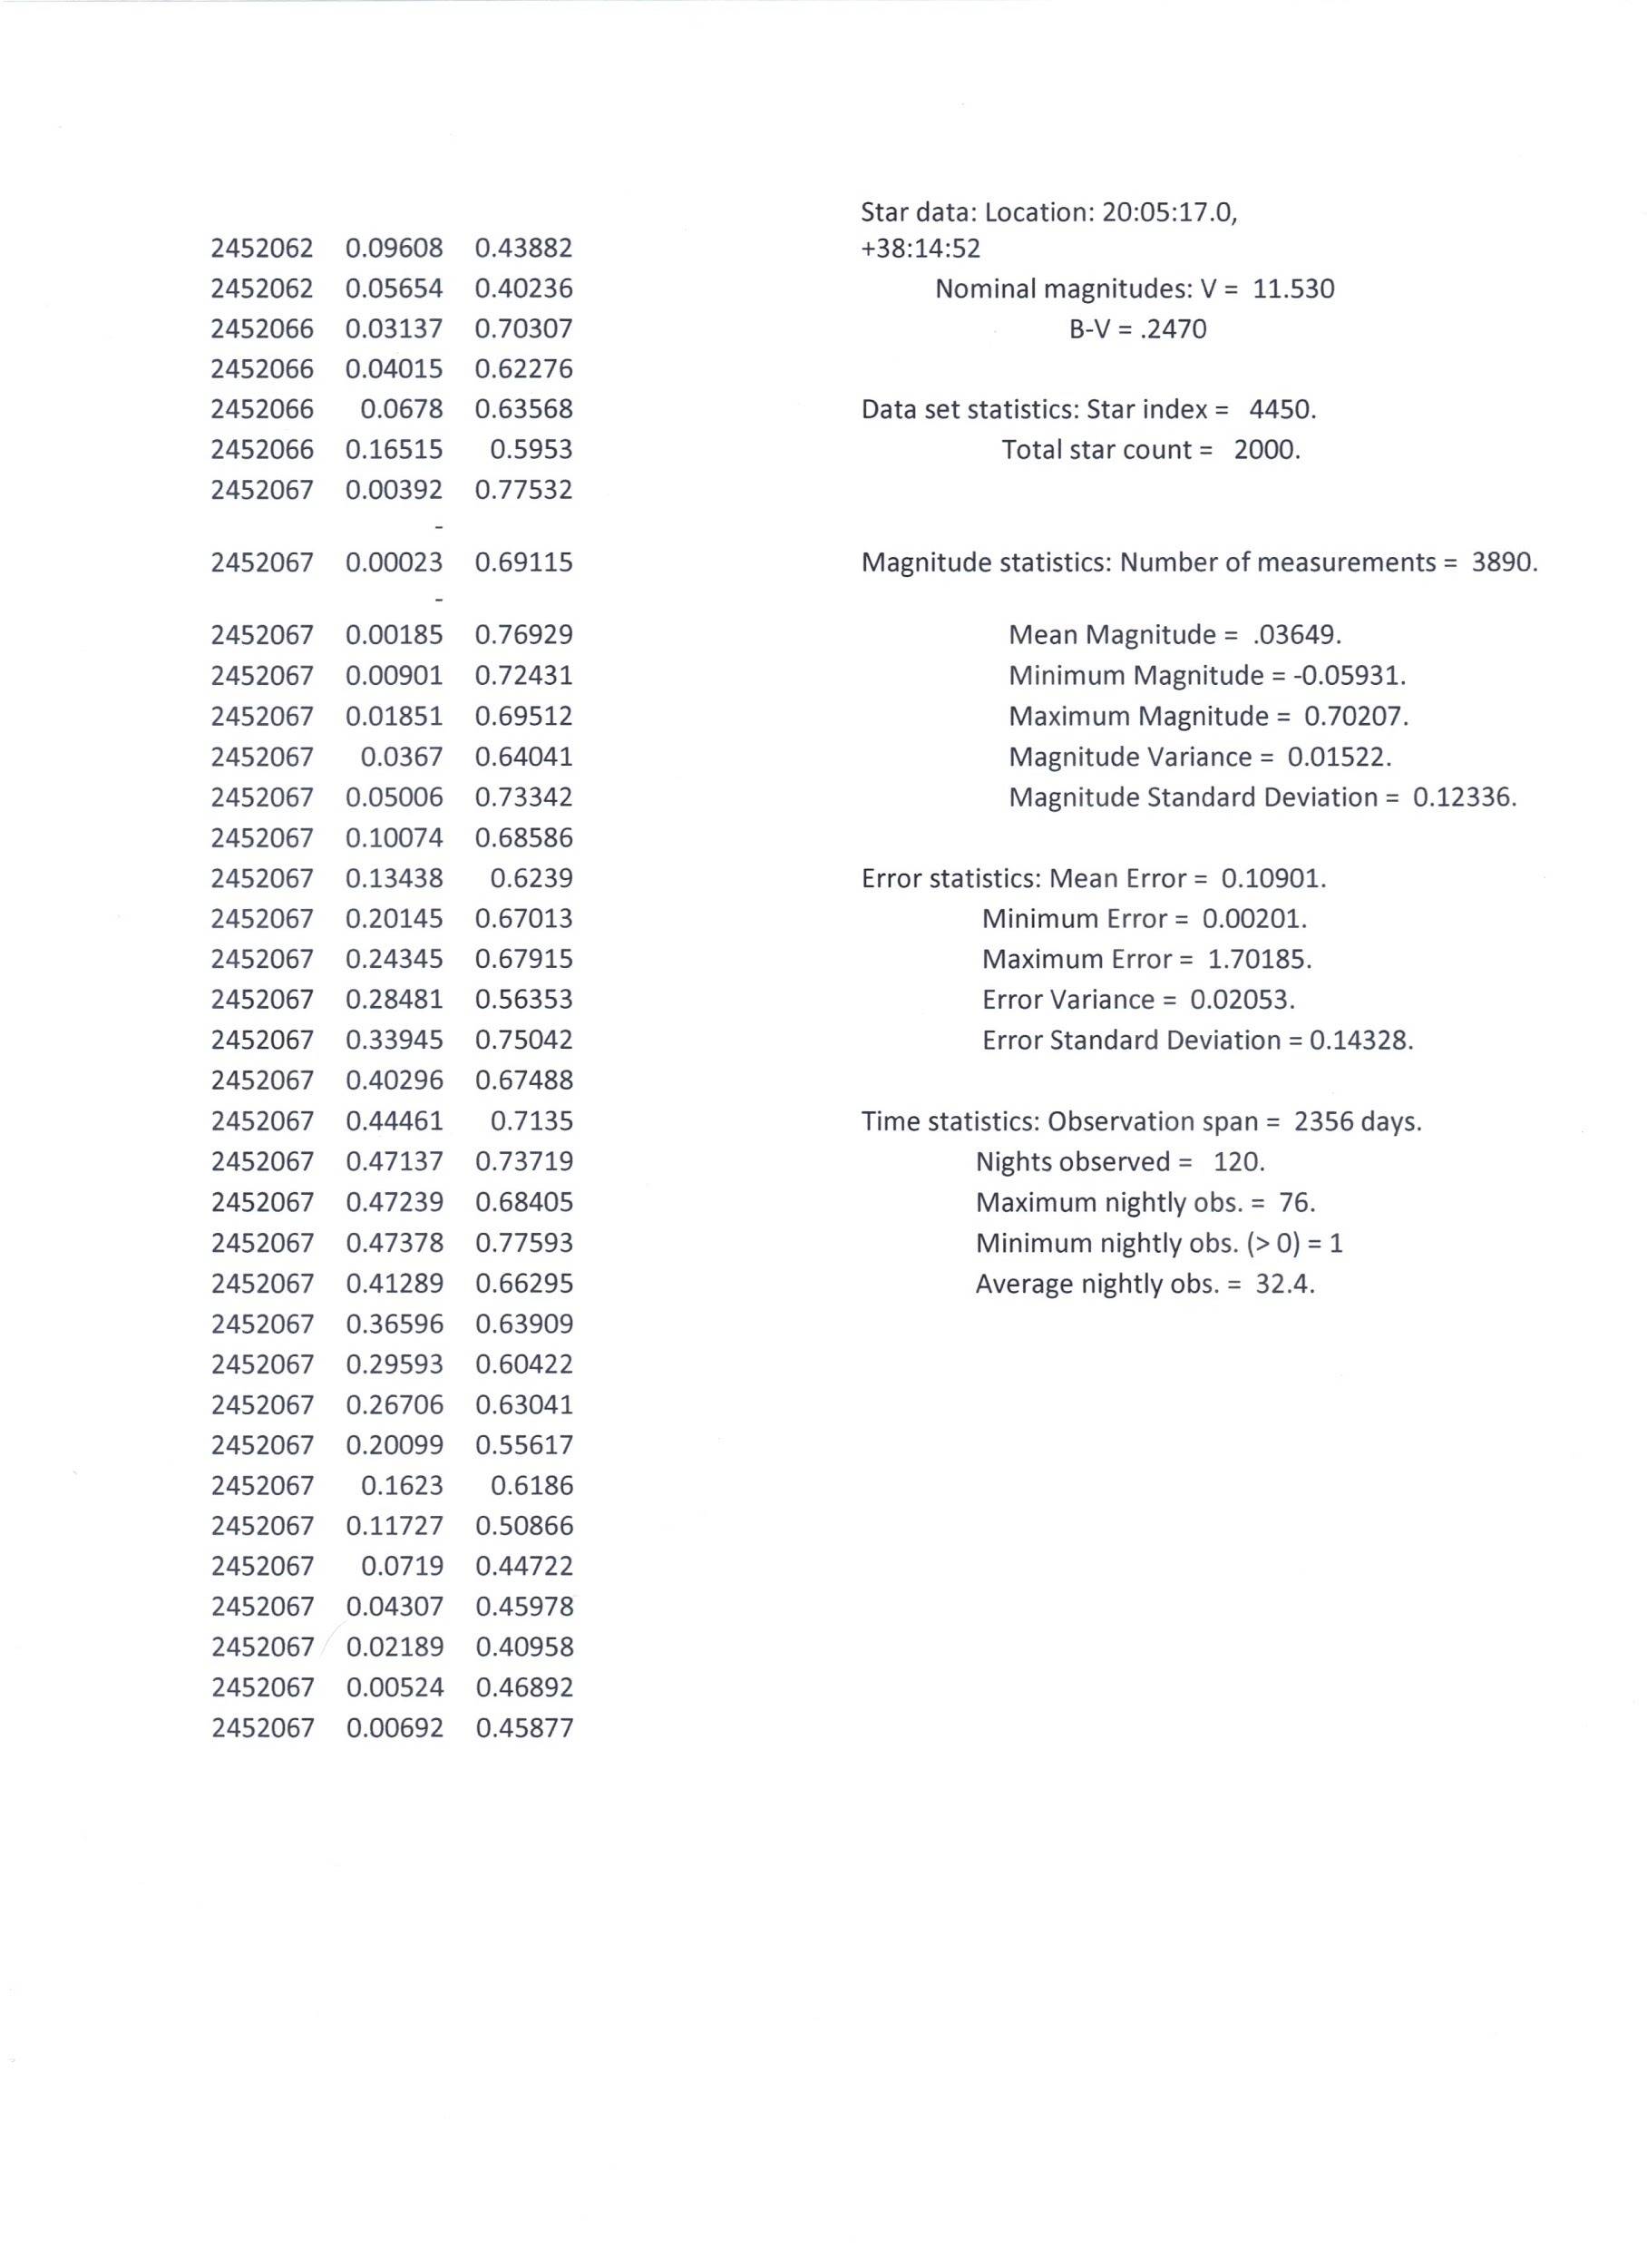 2452062 0.09608 0.43882
2452062 0.05654 0.40236
2452066 0.03137 0.70307
2452066 0.04015 0.62276
2452066 0.0678 0.63568
2452066 0.16515 0.5953
2452067 0.00392 0.77532
-
2452067 0.00023 0.69115
-
2452067 0.00185 0.76929
2452067 0.00901 0.72431
2452067 0.01851 0.69512
2452067 0.0367 0.64041
2452067 0.05006 0.73342
2452067 0.10074 0.68586
2452067 0.13438 0.6239
2452067 0.20145 0.67013
2452067 0.24345 0.67915
2452067 0.28481 0.56353
2452067 0.33945 0.75042
2452067 0.40296 0.67488
2452067 0.44461 0.7135
2452067 0.47137 0.73719
2452067 0.47239 0.68405
2452067 0.47378 0.77593
2452067 0.41289 0.66295
2452067 0.36596 0.63909
2452067 0.29593 0.60422
2452067 0.26706 0.63041
2452067 0.20099 0.55617
2452067 0.1623 0.6186
2452067 0.11727 0.50866
2452067 0.0719 0.44722
2452067 0.04307 0.45978
2452067 0.02189 0.40958
2452067 0.00524 0.46892
2452067 0.00692 0.45877
Star data: Location: 20:05:17.0,
+38:14:52
Nominal magnitudes: V = 11.530
B-V = .2470
Data set statistics: Star index = 4450.
Total star count = 2000.
Magnitude statistics: Number of measurements = 3890.
Mean Magnitude = .03649.
Minimum Magnitude = -0.05931.
Maximum Magnitude = 0.70207.
Magnitude Variance = 0.01522.
Magnitude Standard Deviation = 0.12336.
Error statistics: Mean Error = 0.10901.
Minimum Error = 0.00201.
Maximum Error = 1.70185.
Error Variance = 0.02053.
Error Standard Deviation = 0.14328.
Time statistics: Observation span = 2356 days.
Nights observed = 120.
Maximum nightly obs. = 76.
Minimum nightly obs. (> 0) = 1
Average nightly obs. = 32.4.